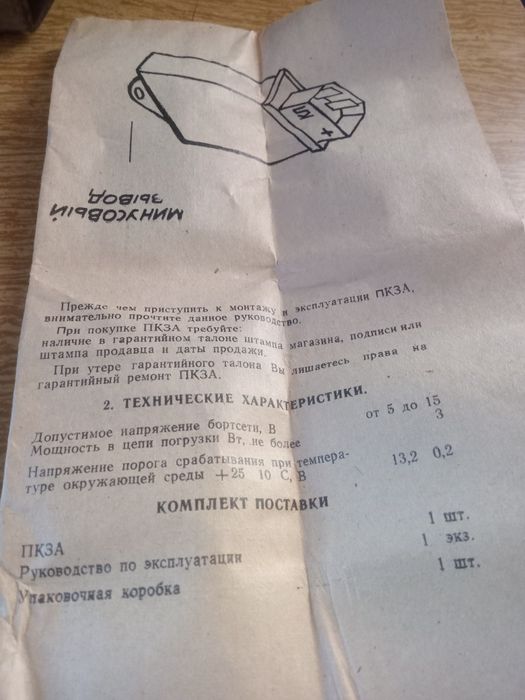 + 15
МИНУСОВЫЙ
ВЫВОД
Прежде чем приступить к монтажу и эксплуатации ПКЗА,
внимательно прочтите данное руководство.
При покупке ПКЗА требуйте:
наличие в гарантийном талоне штампа магазина, подписи или
штампа продавца и даты продажи.
При утере гарантийного талона Вы лишаетесь права на
гарантийный ремонт ПКЗА.
2. ТЕХНИЧЕСКИЕ ХАРАКТЕРИСТИКИ.
Допустимое напряжение бортсети, В от 5 до 15
Мощность в цепи погрузки Вт, не более 3
Напряжение порога срабатывания при темпера-
туре окружающей среды +25 10 С, В 13,2 0,2
КОМПЛЕКТ ПОСТАВКИ
ПКЗА 1 шт.
Руководство по эксплуатации 1 экз.
Упаковочная коробка 1 шт.